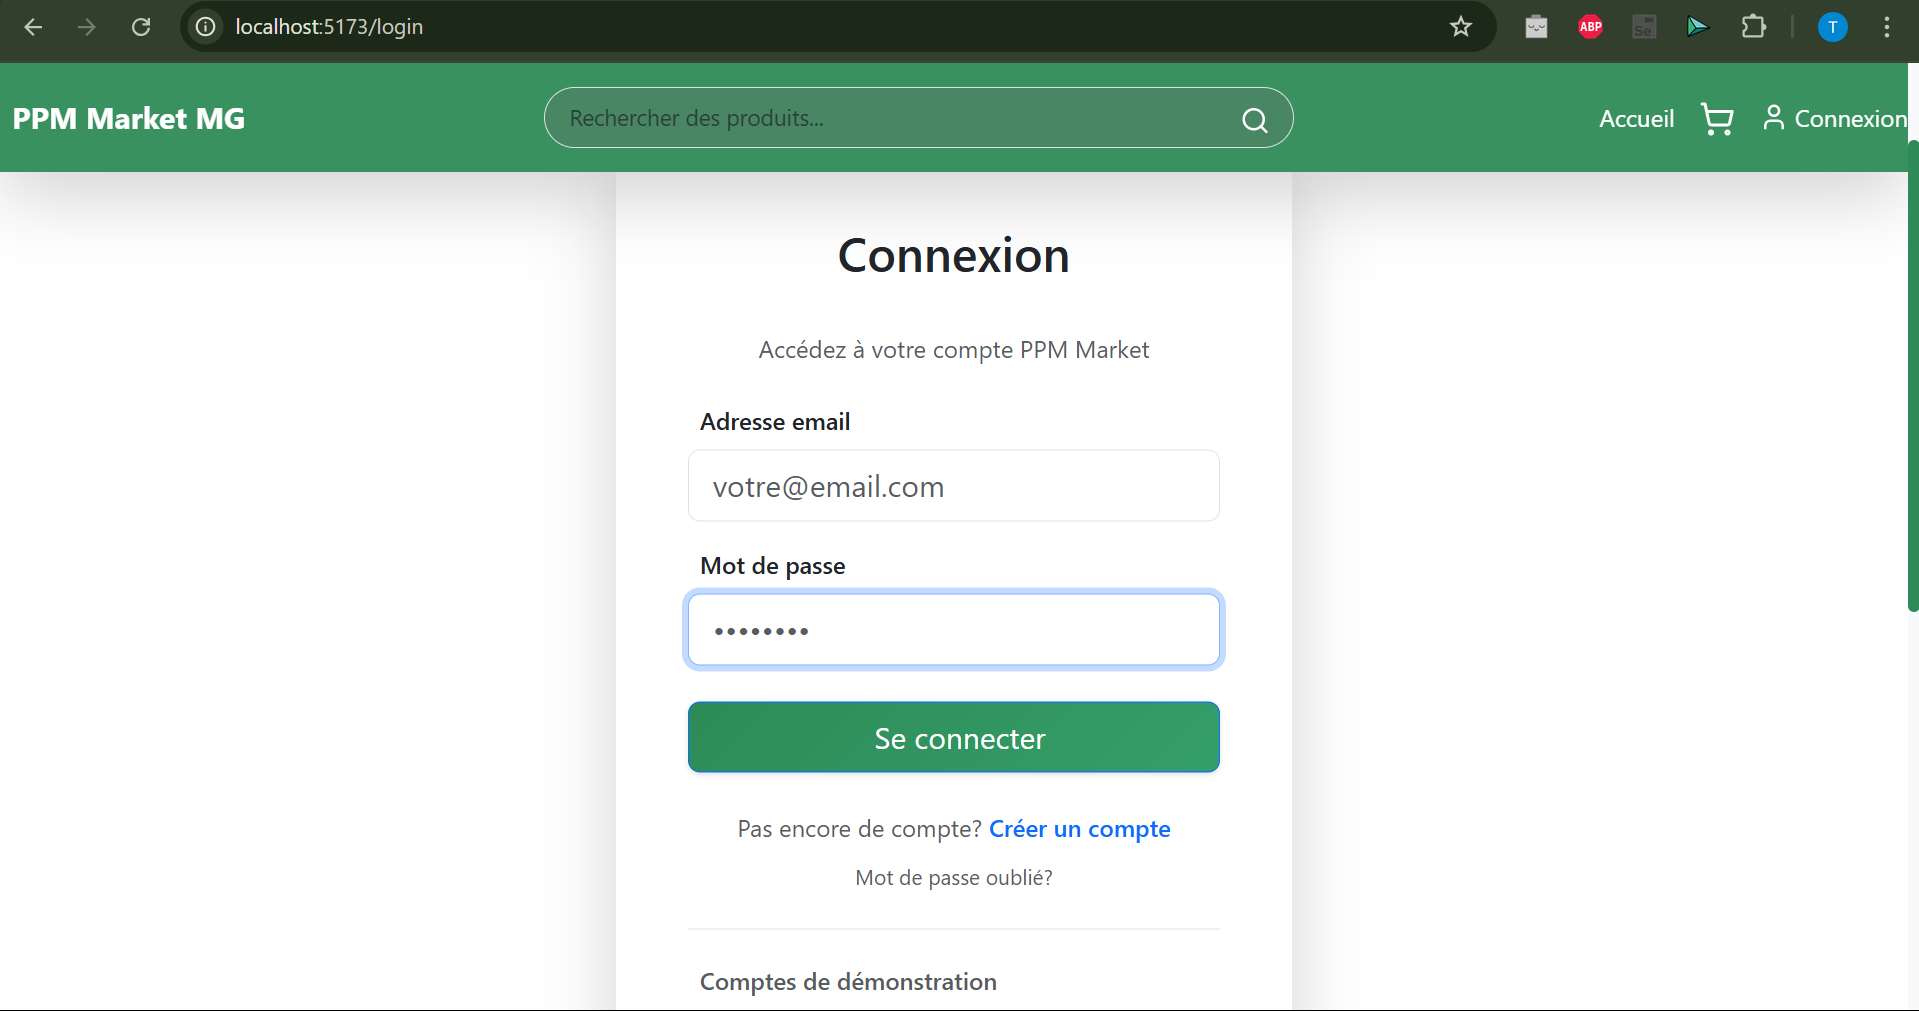 localhost:5173/login
ABP
Se
T
PPM Market MG
Rechercher des produits...
Accueil
Connexion
Connexion
Accédez à votre compte PPM Market
Adresse email
votre@email.com
Mot de passe
••••••••
Se connecter
Pas encore de compte? Créer un compte
Mot de passe oublié?
Comptes de démonstration